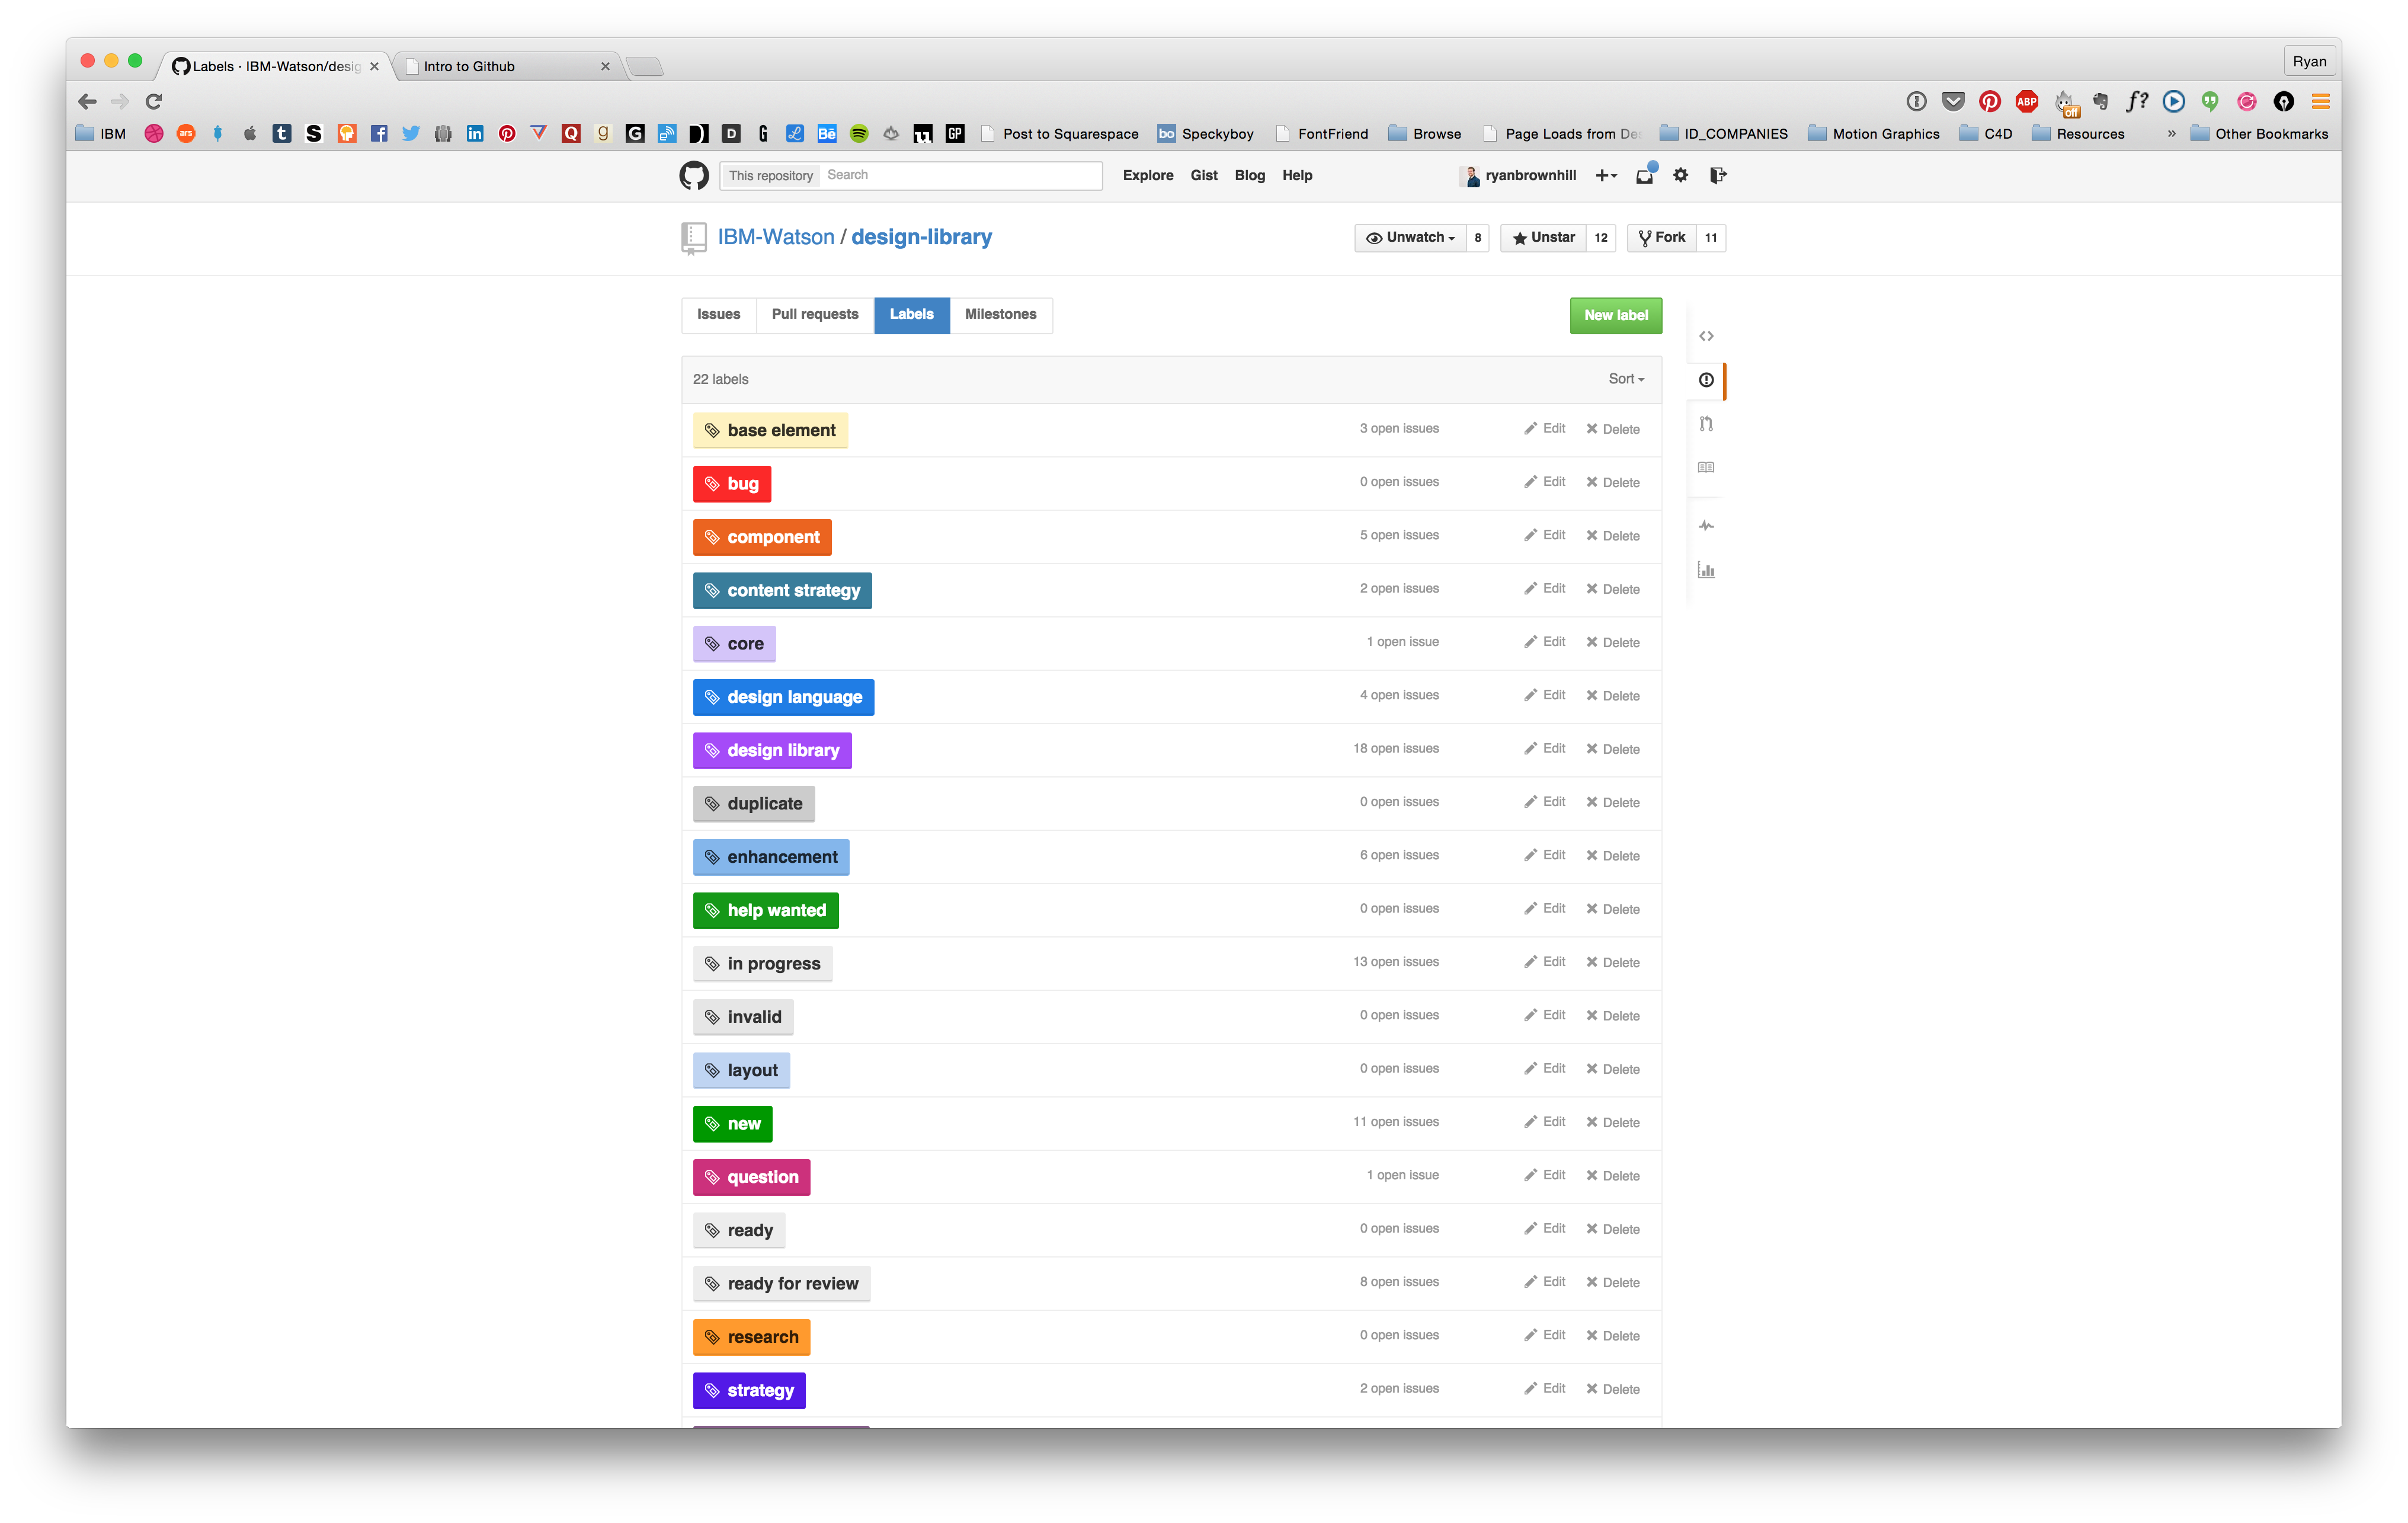 Labels · IBM-Watson/desig
Intro to Github
Ryan
ABP
off
f?
IBM
ars
Post to Squarespace
bo Speckyboy
FontFriend
Browse
Page Loads from De
ID_COMPANIES
Motion Graphics
C4D
Resources
» Other Bookmarks
This repository Search
Explore Gist Blog Help
ryanbrownhill
IBM-Watson / design-library
Unwatch 8
Unstar 12
Fork 11
Issues Pull requests Labels Milestones
New label
22 labels Sort
base element 3 open issues Edit Delete
bug 0 open issues Edit Delete
component 5 open issues Edit Delete
content strategy 2 open issues Edit Delete
core 1 open issue Edit Delete
design language 4 open issues Edit Delete
design library 18 open issues Edit Delete
duplicate 0 open issues Edit Delete
enhancement 6 open issues Edit Delete
help wanted 0 open issues Edit Delete
in progress 13 open issues Edit Delete
invalid 0 open issues Edit Delete
layout 0 open issues Edit Delete
new 11 open issues Edit Delete
question 1 open issue Edit Delete
ready 0 open issues Edit Delete
ready for review 8 open issues Edit Delete
research 0 open issues Edit Delete
strategy 2 open issues Edit Delete